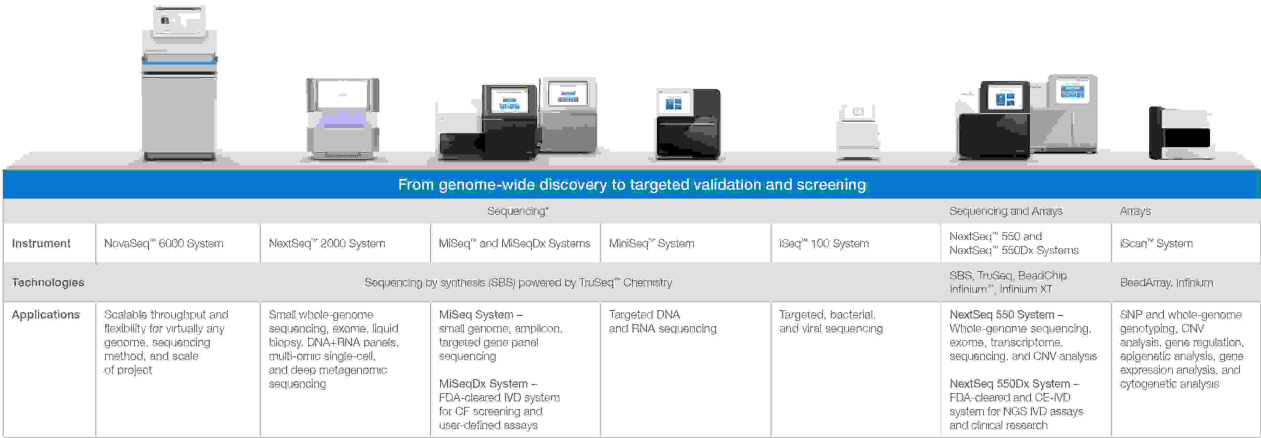 From genome-wide discovery to targeted validation and screening
Sequencing*
Sequencing and Arrays
Arrays
Instrument
NovaSeq™ 6000 System
NextSeq™ 2000 System
MiSeq™ and MiSeqDx Systems
MiniSeq™ System
iSeq™ 100 System
NextSeq™ 550 and
NextSeq™ 550Dx Systems
iScan™ System
Technologies
Sequencing by synthesis (SBS) powered by TruSeq™ Chemistry
SBS, TruSeq, BeadChip
Infinium™, Infinium XT
BeadArray, Infinium
Applications
Scalable throughput and
flexibility for virtually any
genome, sequencing
method, and scale
of project
Small whole-genome
sequencing, exome, liquid
biopsy, DNA+RNA panels,
multi-omic single-cell,
and deep metagenomic
sequencing
MiSeq System –
small genome, amplicon,
targeted gene panel
sequencing
MiSeqDx System –
FDA-cleared IVD system
for CF screening and
user-defined assays
Targeted DNA
and RNA sequencing
Targeted, bacterial,
and viral sequencing
NextSeq 550 System –
Whole-genome sequencing,
exome, transcriptome,
sequencing, and CNV analysis
NextSeq 550Dx System –
FDA-cleared and CE-IVD
system for NGS IVD assays
and clinical research
SNP and whole-genome
genotyping, CNV
analysis, gene regulation,
epigenetic analysis, gene
expression analysis, and
cytogenetic analysis